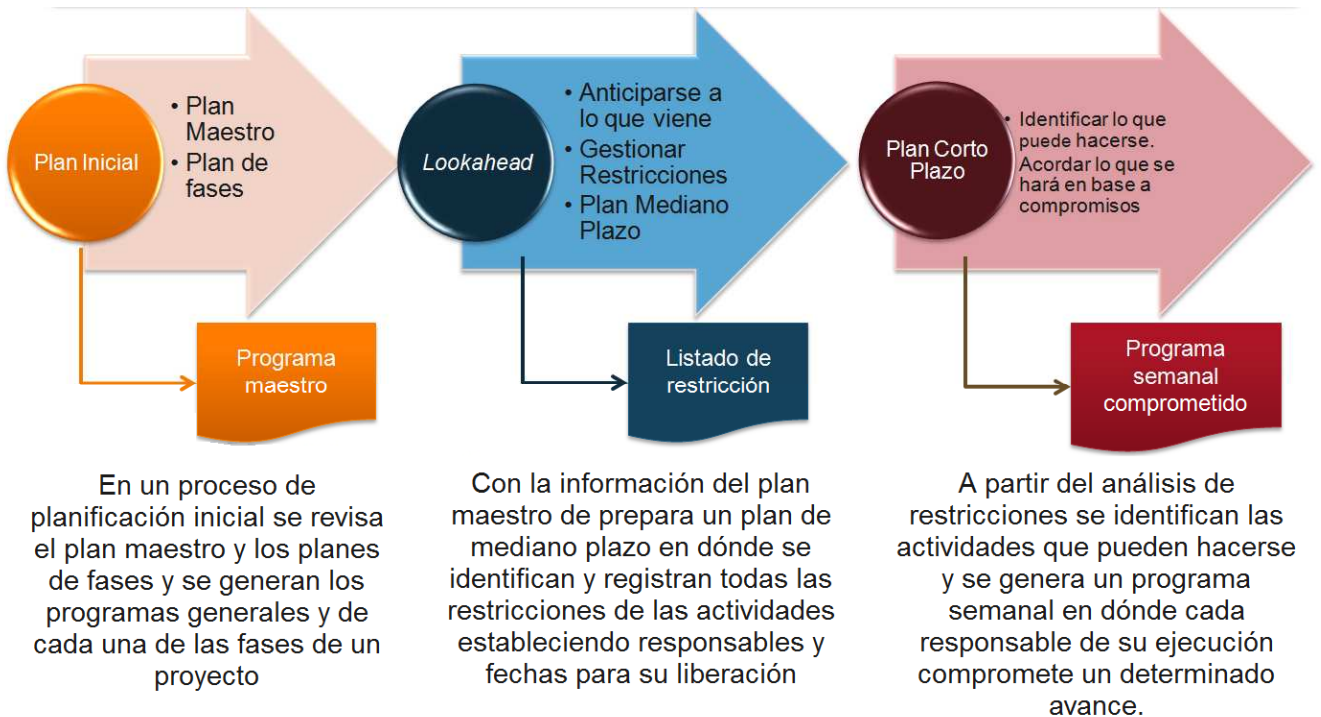 Plan Inicial
• Plan
Maestro
• Plan de
fases
Programa
maestro
En un proceso de
planificación inicial se revisa
el plan maestro y los planes
de fases y se generan los
programas generales y de
cada una de las fases de un
proyecto
Lookahead
• Anticiparse a
lo que viene
• Gestionar
Restricciones
• Plan Mediano
Plazo
Listado de
restricción
Con la información del plan
maestro de prepara un plan de
mediano plazo en dónde se
identifican y registran todas las
restricciones de las actividades
estableciendo responsables y
fechas para su liberación
Plan Corto
Plazo
• Identificar lo que
puede hacerse.
• Acordar lo que se
hará en base a
compromisos
Programa
semanal
comprometido
A partir del análisis de
restricciones se identifican las
actividades que pueden hacerse
y se genera un programa
semanal en dónde cada
responsable de su ejecución
compromete un determinado
avance.